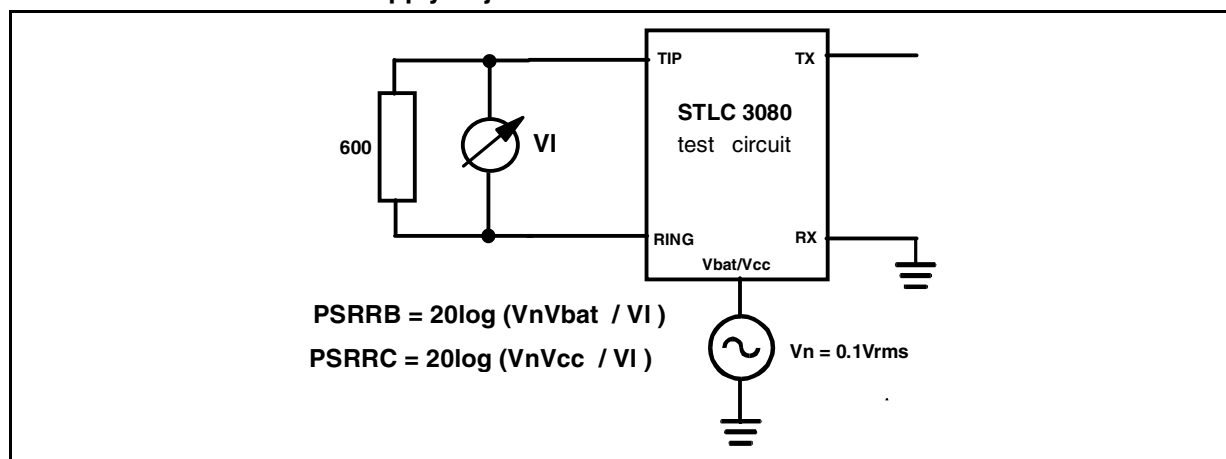 TIP
TX
STLC 3080
test circuit
600
VI
RING
RX
Vbat/Vcc
PSRRB = 20log (VnVbat / VI )
PSRRC = 20log (VnVcc / VI )
Vn = 0.1Vrms